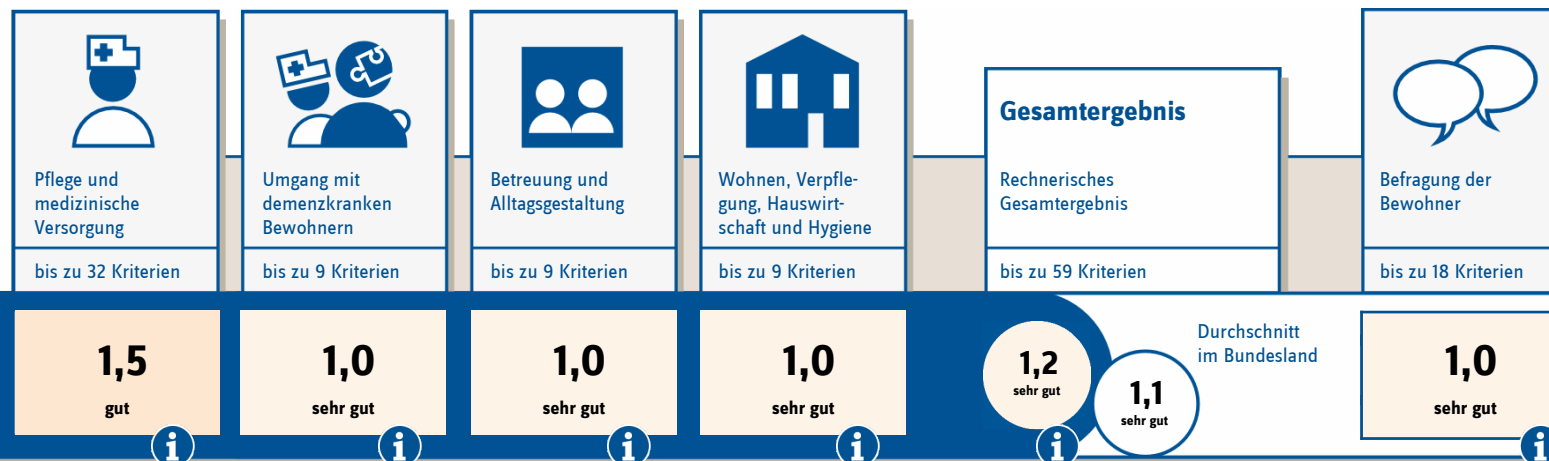 Pflege und
medizinische
Versorgung
bis zu 32 Kriterien
1,5
gut
Umgang mit
demenzkranken
Bewohnern
bis zu 9 Kriterien
1,0
sehr gut
Betreuung und
Alltagsgestaltung
bis zu 9 Kriterien
1,0
sehr gut
Wohnen, Verpfle-
gung, Hauswirt-
schaft und Hygiene
bis zu 9 Kriterien
1,0
sehr gut
Gesamtergebnis
Rechnerisches
Gesamtergebnis
bis zu 59 Kriterien
1,2
sehr gut
1,1
sehr gut
Durchschnitt
im Bundesland
Befragung der
Bewohner
bis zu 18 Kriterien
1,0
sehr gut